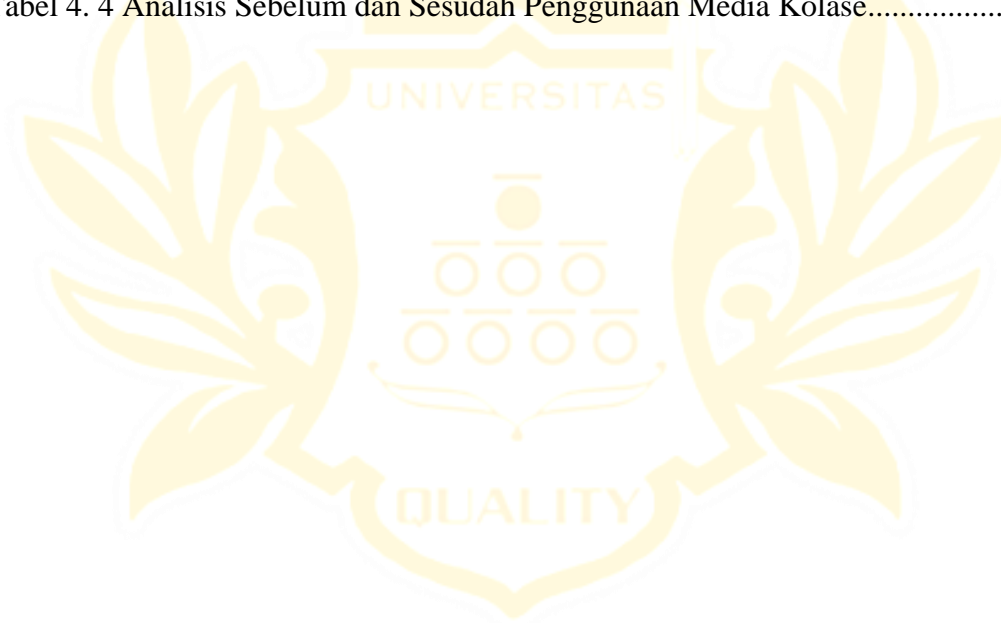 abel 4. 4 Analisis Sebelum dan Sesudah Penggunaan Media Kolase.................
UNIVERSITAS
QUALITY